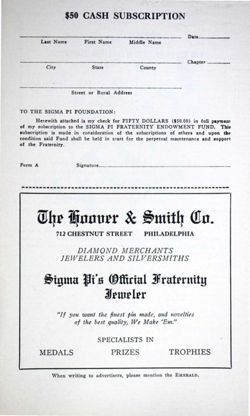 $50 CASH SUBSCRIPTION
Date
Last Name First Name Middle Name
Chapter
City State County
Street or Rural Address
TO THE SIGMA PI FOUNDATION:
Herewith attached is my check for FIFTY DOLLARS ($50.00) in full payment
of my subscription to the SIGMA PI FRATERNITY ENDOWMENT FUND. This
subscription is made in consideration of the subscriptions of others and upon the
condition said Fund shall be held in trust for the perpetual maintenance and support
of the Fraternity.
Form A Signature
The Hoover & Smith Co.
712 CHESTNUT STREET PHILADELPHIA
DIAMOND MERCHANTS
JEWELERS AND SILVERSMITHS
Sigma Pi's Official Fraternity
Jeweler
"If you want the finest pin made, and novelties
of the best quality, We Make 'Em."
SPECIALISTS IN
MEDALS PRIZES TROPHIES
When writing to advertisers, please mention the EMERALD.